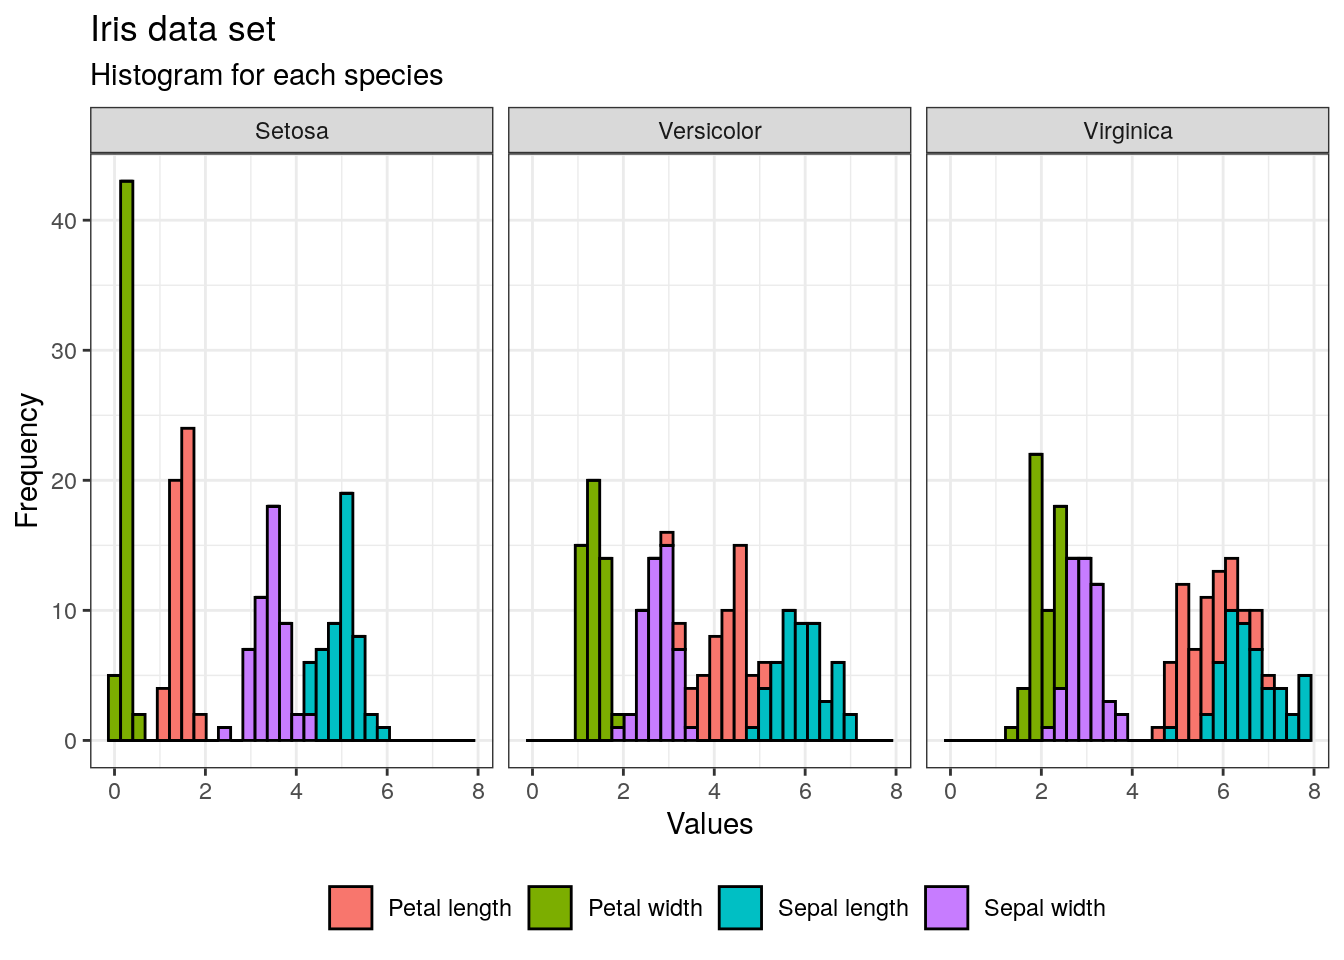 Iris data set
Histogram for each species
Setosa Versicolor Virginica
Frequency
40
30
20
10
0
0 2 4 6 8 0 2 4 6 8 0 2 4 6 8
Values
Petal length Petal width Sepal length Sepal width